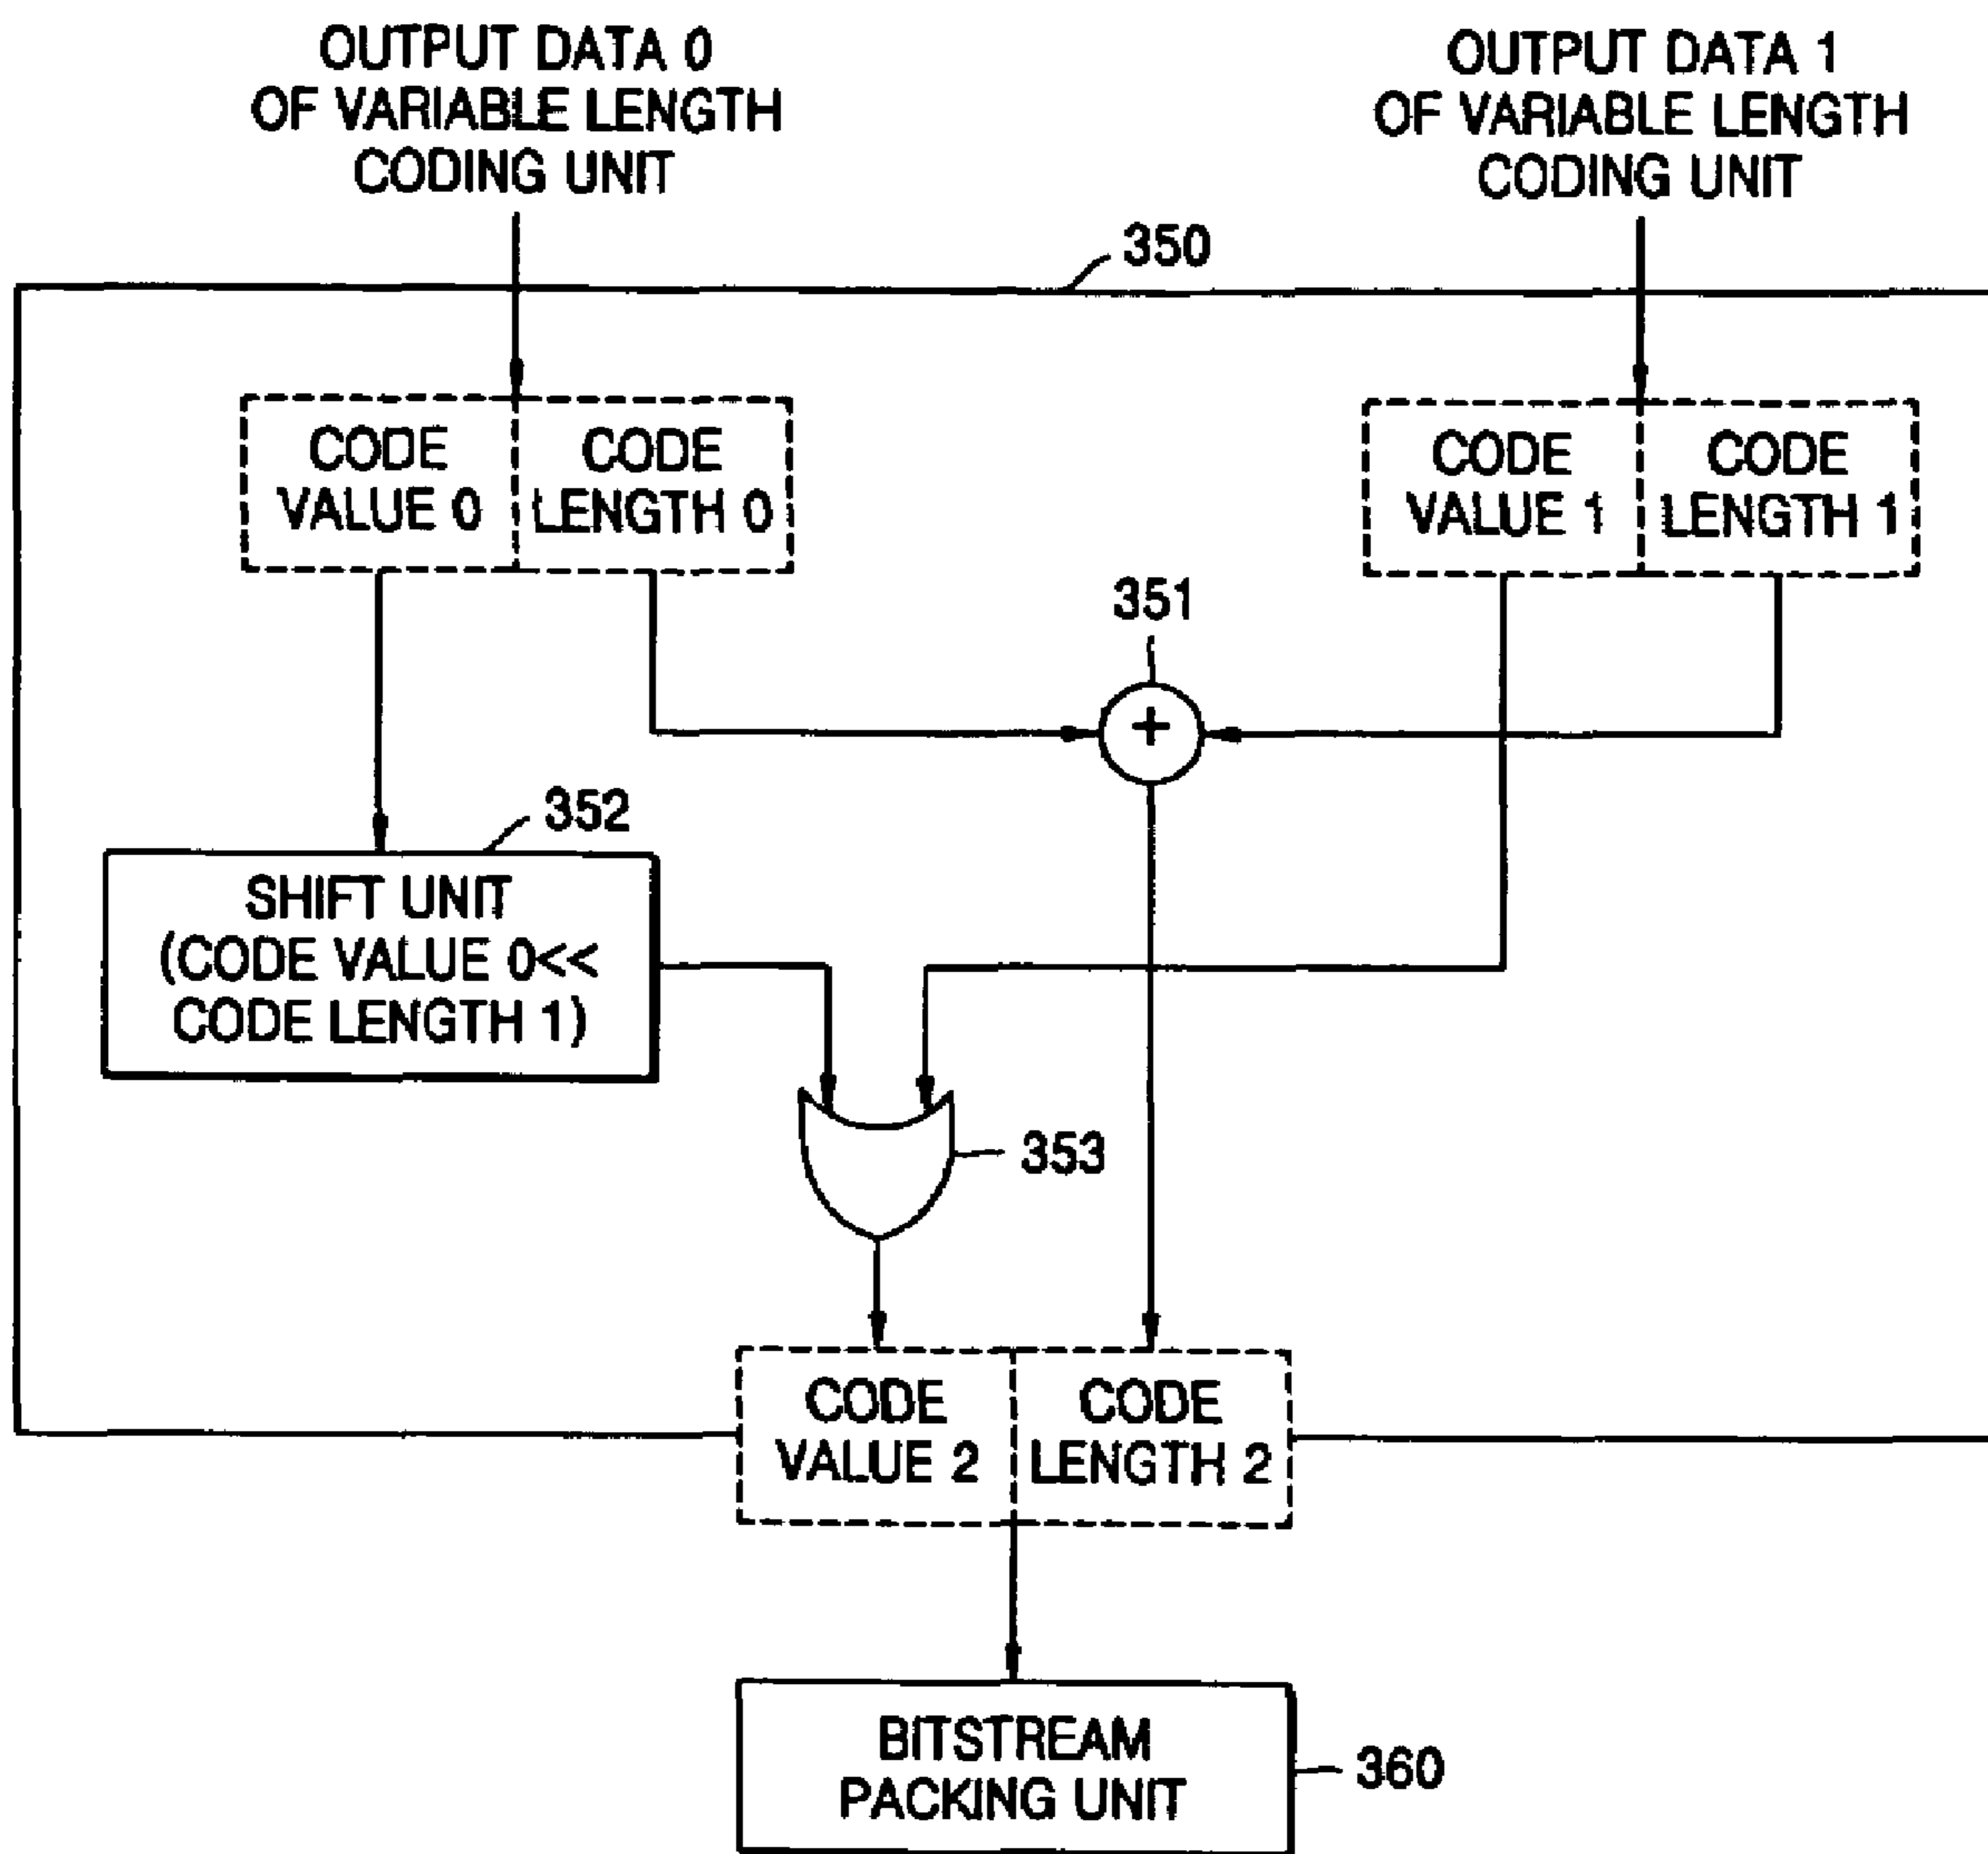 OUTPUT DATA 0
OF VARIABLE LENGTH
CODING UNIT
OUTPUT DATA 1
OF VARIABLE LENGTH
CODING UNIT
350
CODE
VALUE 0
CODE
LENGTH 0
CODE
VALUE 1
CODE
LENGTH 1
351
+
352
SHIFT UNIT
(CODE VALUE 0<<
CODE LENGTH 1)
353
CODE
VALUE 2
CODE
LENGTH 2
BITSTREAM
PACKING UNIT
360